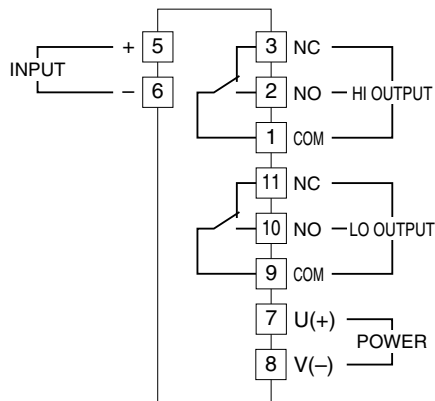 + 5
INPUT
– 6
3 NC
2 NO HI OUTPUT
1 COM
11 NC
10 NO LO OUTPUT
9 COM
7 U(+)
POWER
8 V(–)